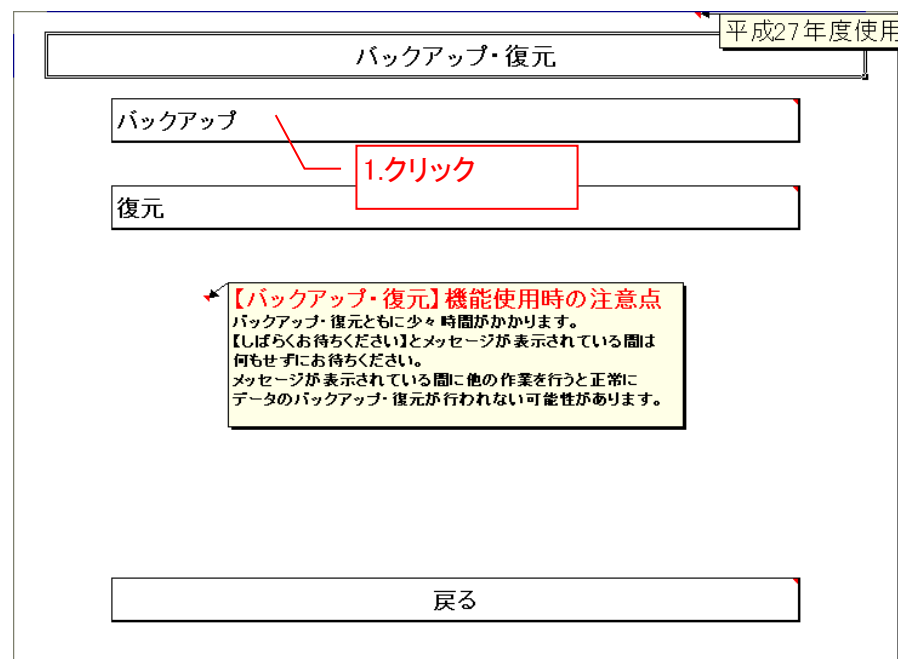 平成27年度使用
バックアップ・復元
バックアップ
1.クリック
復元
【バックアップ・復元】機能使用時の注意点
バックアップ・復元ともに少々時間がかかります。
【しばらくお待ちください】とメッセージが表示されている間は
何もせずにお待ちください。
メッセージが表示されている間に他の作業を行うと正常に
データのバックアップ・復元が行われない可能性があります。
戻る